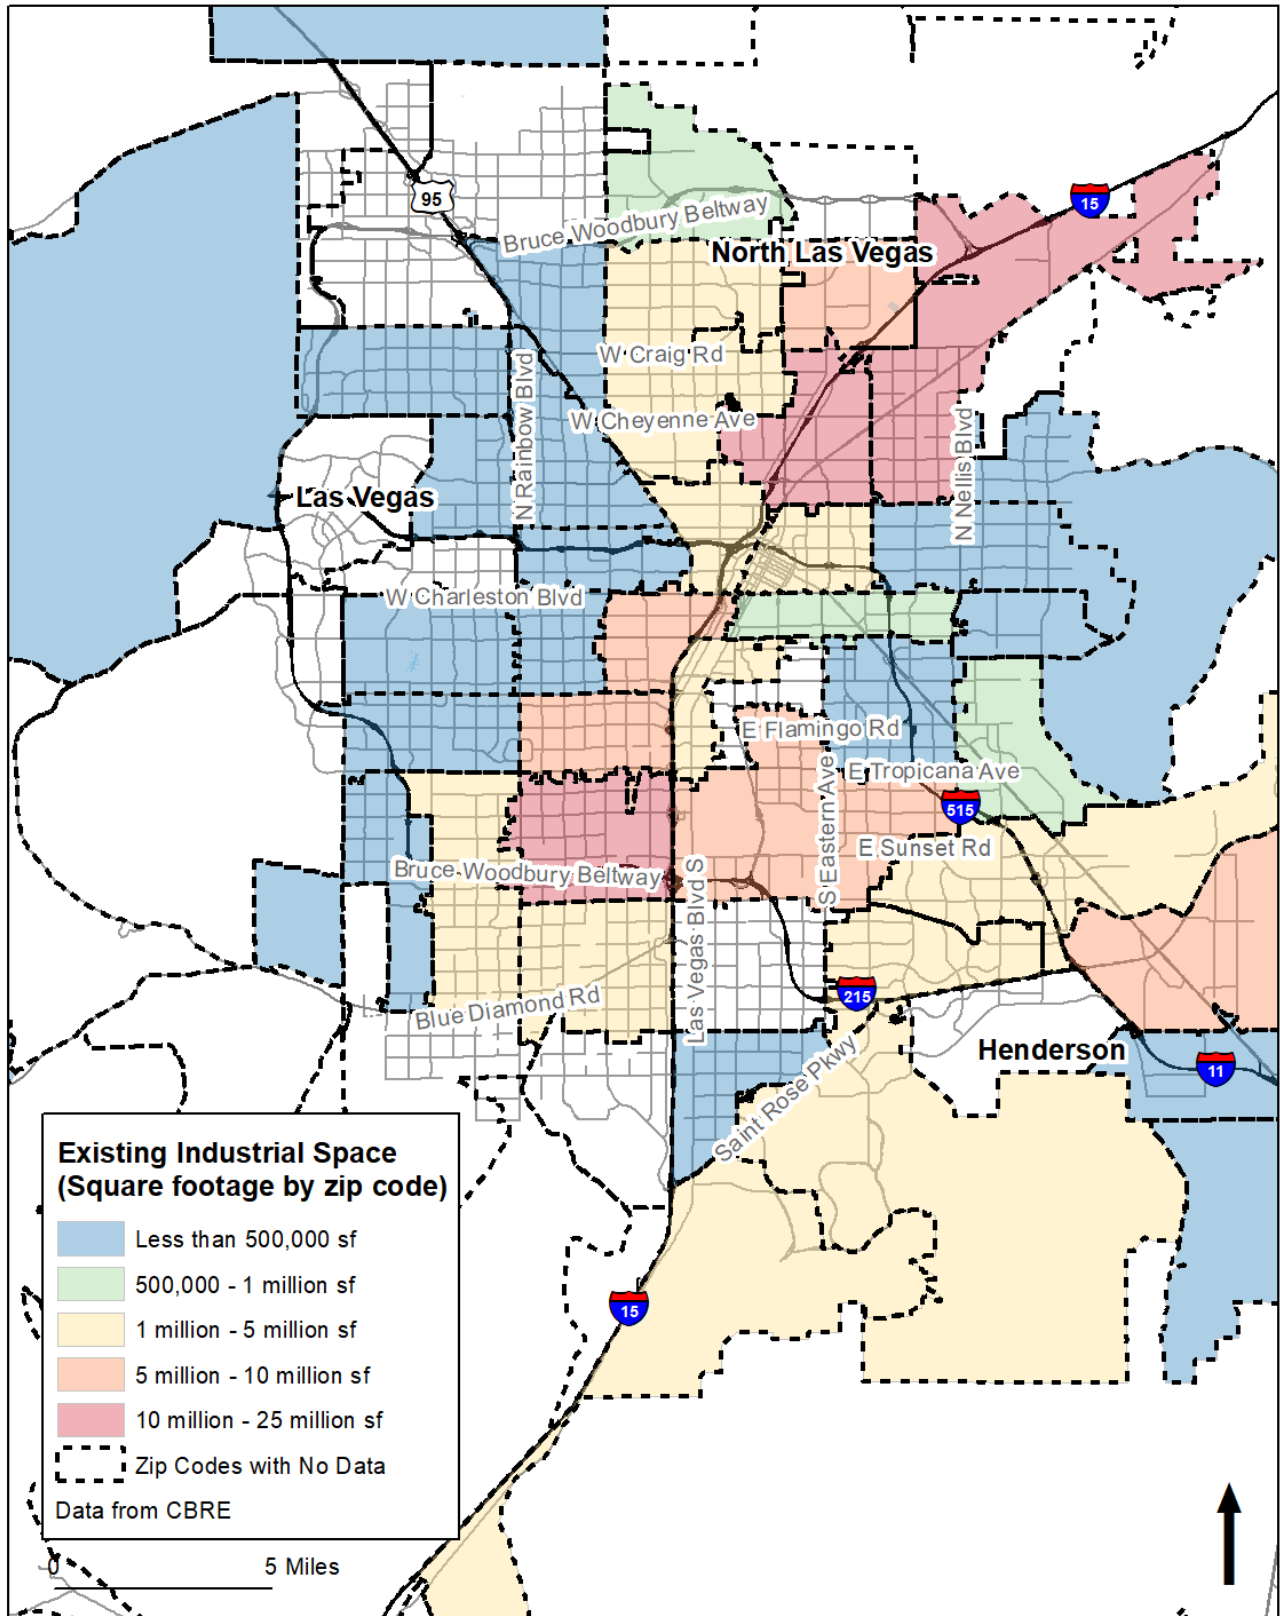 95
15
Bruce Woodbury Beltway
North Las Vegas
W Craig Rd
N Rainbow Blvd
W Cheyenne Ave
N Nellis Blvd
Las Vegas
W Charleston Blvd
E Flamingo Rd
E Tropicana Ave
515
S Eastern Ave
E Sunset Rd
Bruce Woodbury Beltway
Las Vegas Blvd S
215
Blue Diamond Rd
Henderson
11
Saint Rose Pkwy
15
Existing Industrial Space
(Square footage by zip code)
Less than 500,000 sf
500,000 - 1 million sf
1 million - 5 million sf
5 million - 10 million sf
10 million - 25 million sf
Zip Codes with No Data
Data from CBRE
0 5 Miles